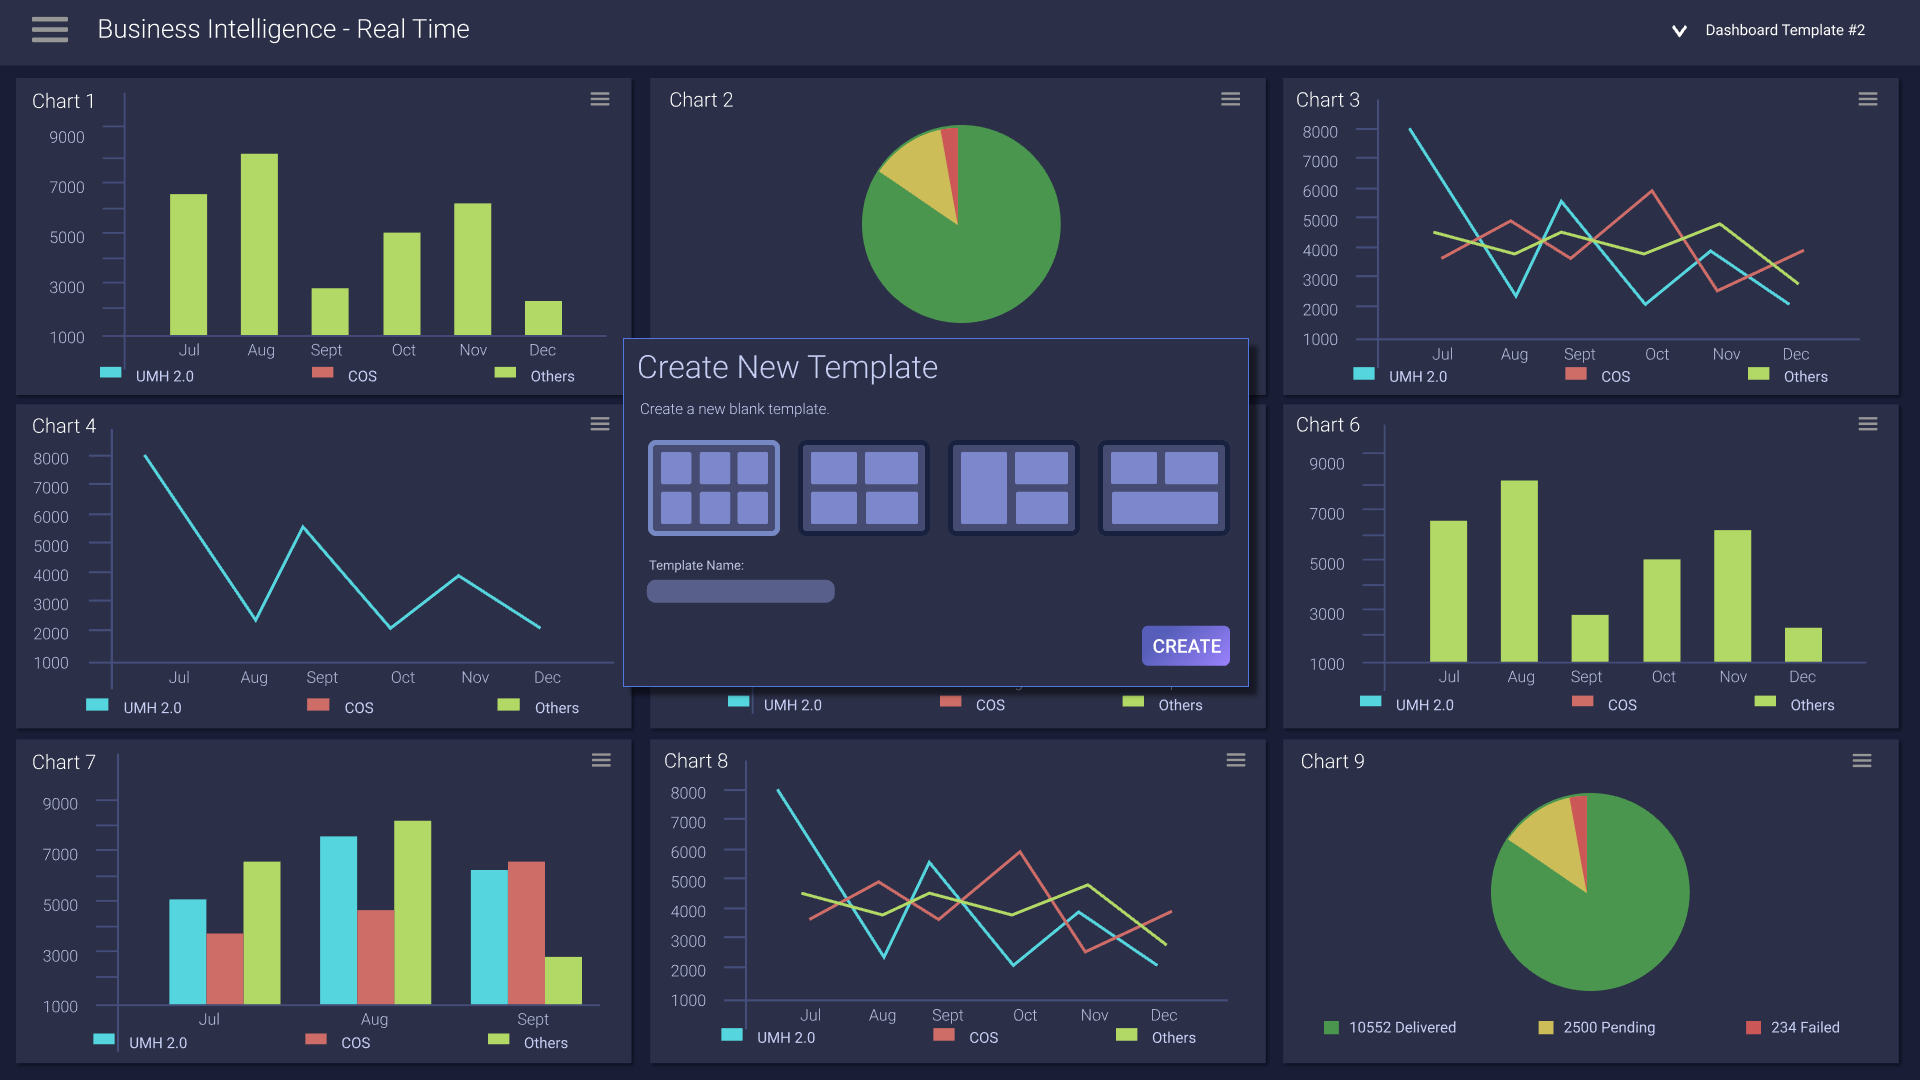 Business Intelligence - Real Time
Dashboard Template #2
Chart 1
9000
7000
5000
3000
1000
Jul Aug Sept Oct Nov Dec
UMH 2.0 COS Others
Chart 2
Chart 3
8000
7000
6000
5000
4000
3000
2000
1000
Jul Aug Sept Oct Nov Dec
UMH 2.0 COS Others
Create New Template
Create a new blank template.
Template Name:
CREATE
Chart 4
8000
7000
6000
5000
4000
3000
2000
1000
Jul Aug Sept Oct Nov Dec
UMH 2.0 COS Others
UMH 2.0 COS Others
Chart 6
9000
7000
5000
3000
1000
Jul Aug Sept Oct Nov Dec
UMH 2.0 COS Others
Chart 7
9000
7000
5000
3000
1000
Jul Aug Sept
UMH 2.0 COS Others
Chart 8
8000
7000
6000
5000
4000
3000
2000
1000
Jul Aug Sept Oct Nov Dec
UMH 2.0 COS Others
Chart 9
10552 Delivered 2500 Pending 234 Failed